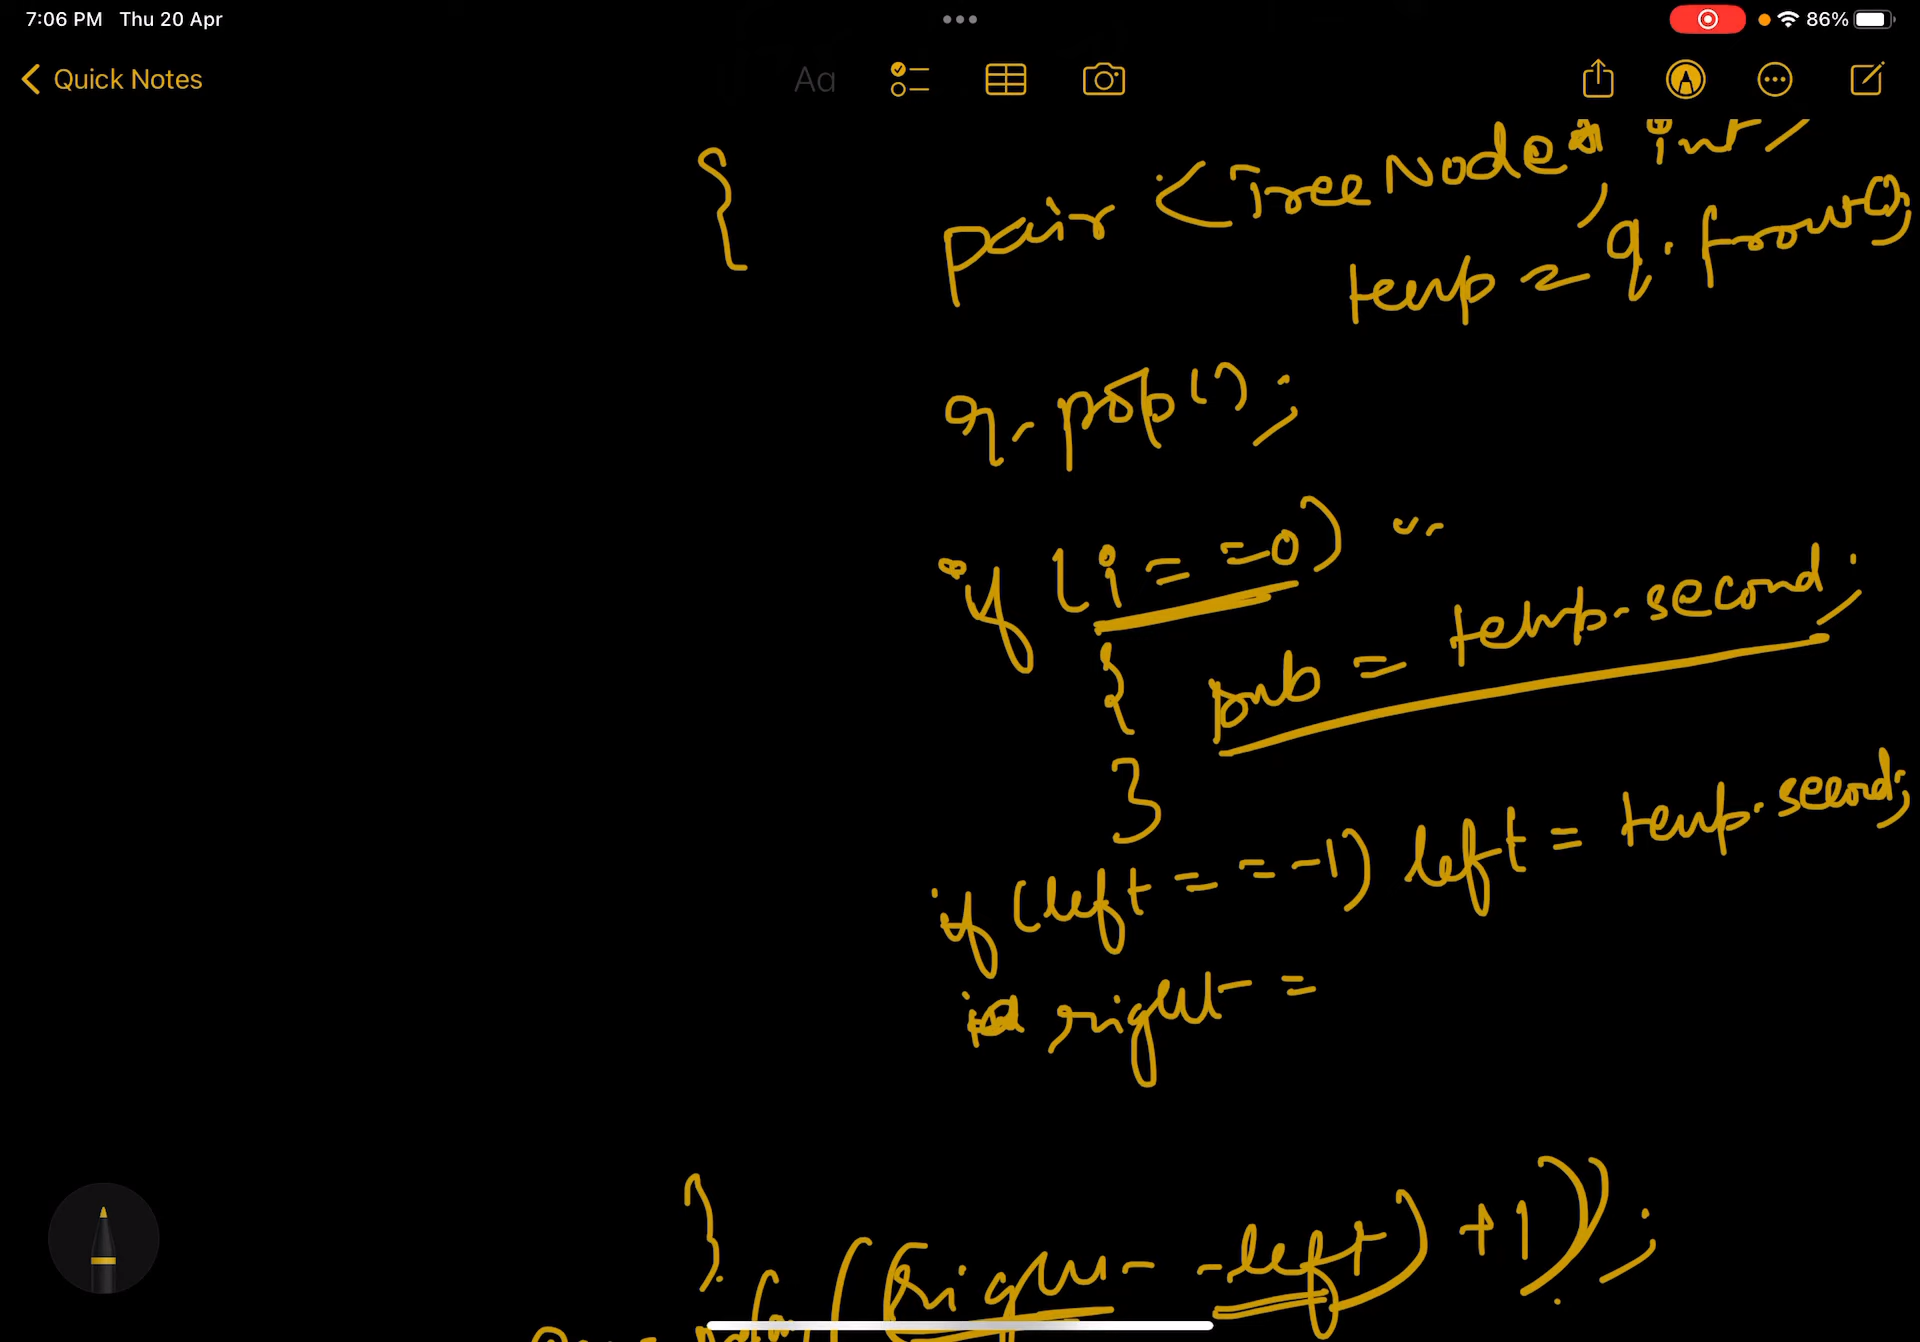 7:06 PM Thu 20 Apr
86%
Quick Notes
Aa
{ pair <TreeNode*, int>
temp = q.front();
q.pop();
if (i==0)
{ sub = temp.second;
}
if (left == -1) left = temp.second;
right =
}
((right - left) + 1));